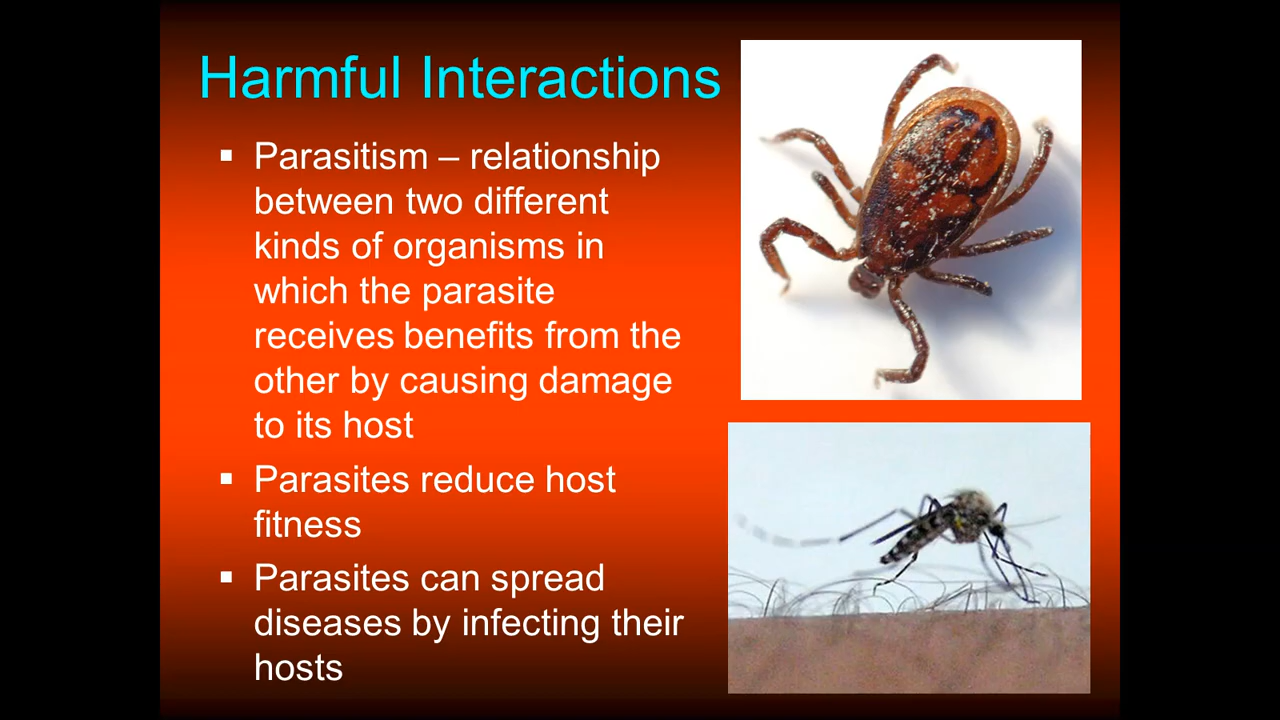 Harmful Interactions
▪ Parasitism – relationship
between two different
kinds of organisms in
which the parasite
receives benefits from the
other by causing damage
to its host
▪ Parasites reduce host
fitness
▪ Parasites can spread
diseases by infecting their
hosts